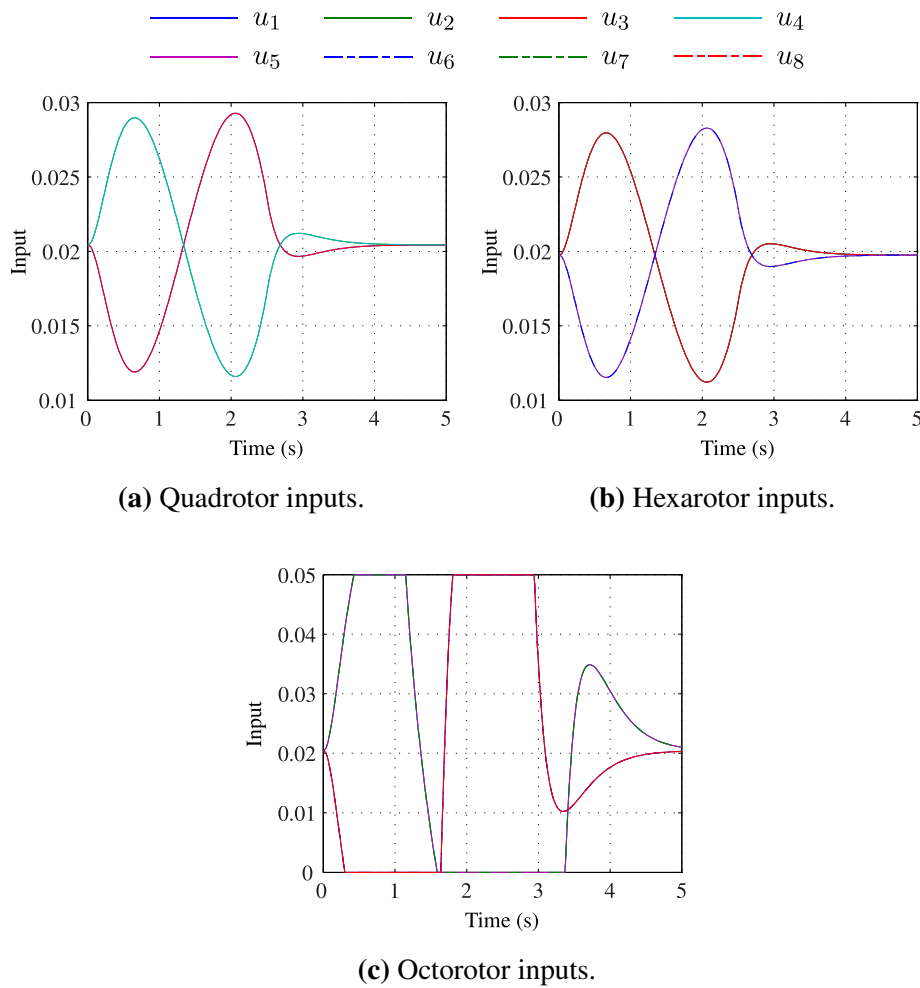 u₁ u₂ u₃ u₄
u₅ u₆ u₇ u₈
0.03
0.025
0.02
0.015
0.01
Input
0 1 2 3 4 5
Time (s)
(a) Quadrotor inputs.
0.03
0.025
0.02
0.015
0.01
Input
0 1 2 3 4 5
Time (s)
(b) Hexarotor inputs.
0.05
0.04
0.03
0.02
0.01
0
Input
0 1 2 3 4 5
Time (s)
(c) Octorotor inputs.